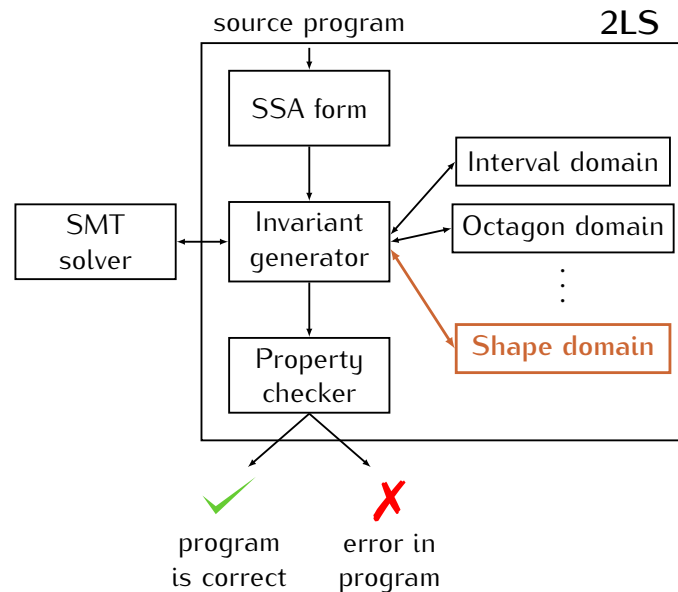 source program
2LS
SSA form
Interval domain
SMT
solver
Invariant
generator
Octagon domain
Shape domain
Property
checker
program
is correct
error in
program